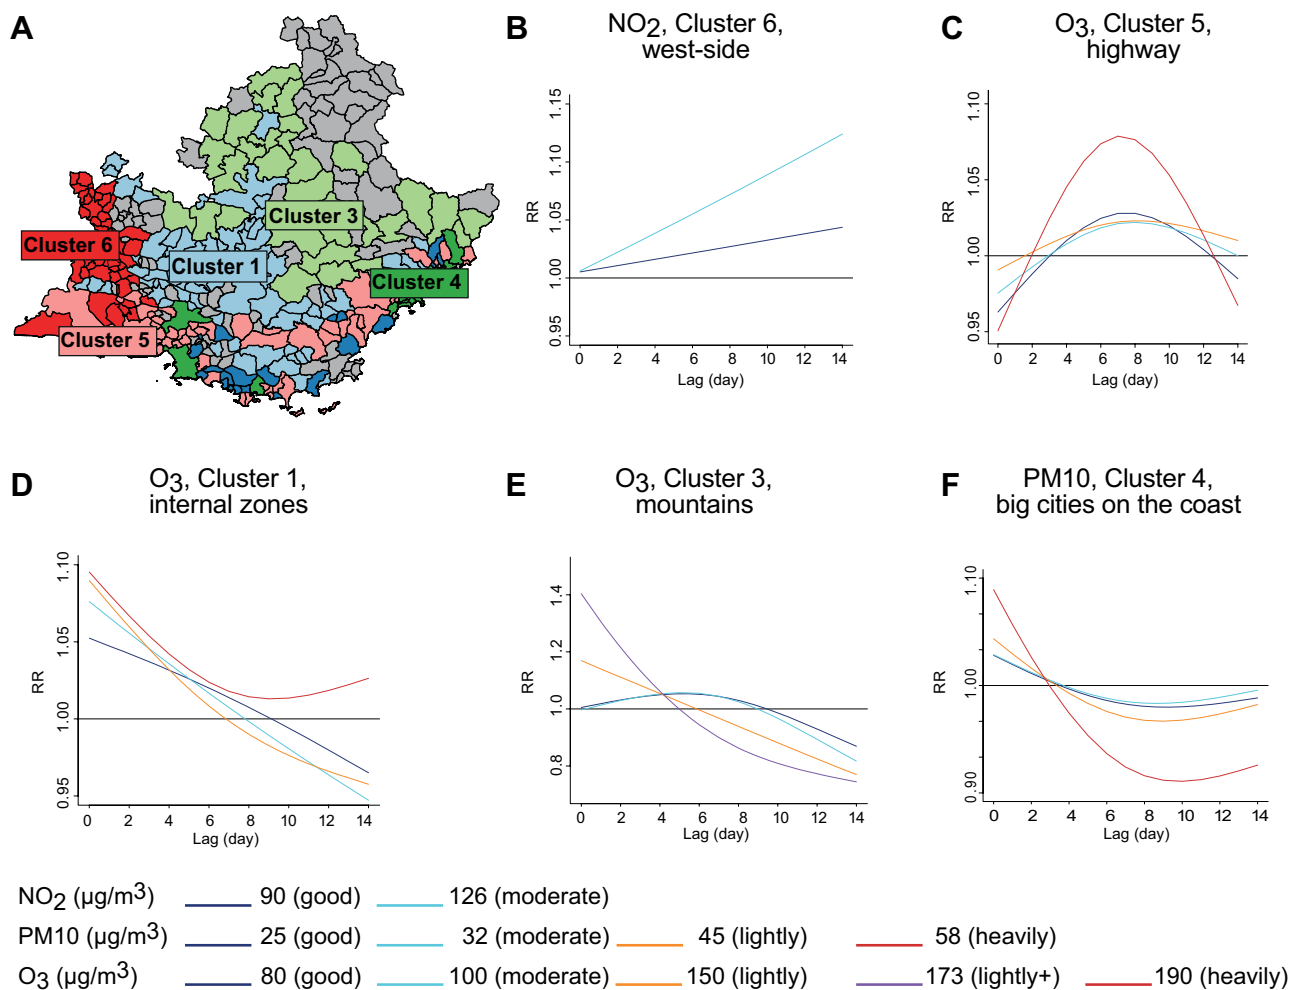 A
Cluster 3
Cluster 6
Cluster 1
Cluster 4
Cluster 5
B
NO2, Cluster 6,
west-side
RR
1.15
1.10
1.05
1.00
0.95
0 2 4 6 8 10 12 14
Lag (day)
C
O3, Cluster 5,
highway
RR
1.10
1.05
1.00
0.95
0 2 4 6 8 10 12 14
Lag (day)
D
O3, Cluster 1,
internal zones
RR
1.10
1.05
1.00
0.95
0 2 4 6 8 10 12 14
Lag (day)
E
O3, Cluster 3,
mountains
RR
1.4
1.2
1.0
0.8
0 2 4 6 8 10 12 14
Lag (day)
F
PM10, Cluster 4,
big cities on the coast
RR
1.10
1.00
0.90
0 2 4 6 8 10 12 14
Lag (day)
NO2 (µg/m3) 90 (good) 126 (moderate)
PM10 (µg/m3) 25 (good) 32 (moderate) 45 (lightly) 58 (heavily)
O3 (µg/m3) 80 (good) 100 (moderate) 150 (lightly) 173 (lightly+) 190 (heavily)